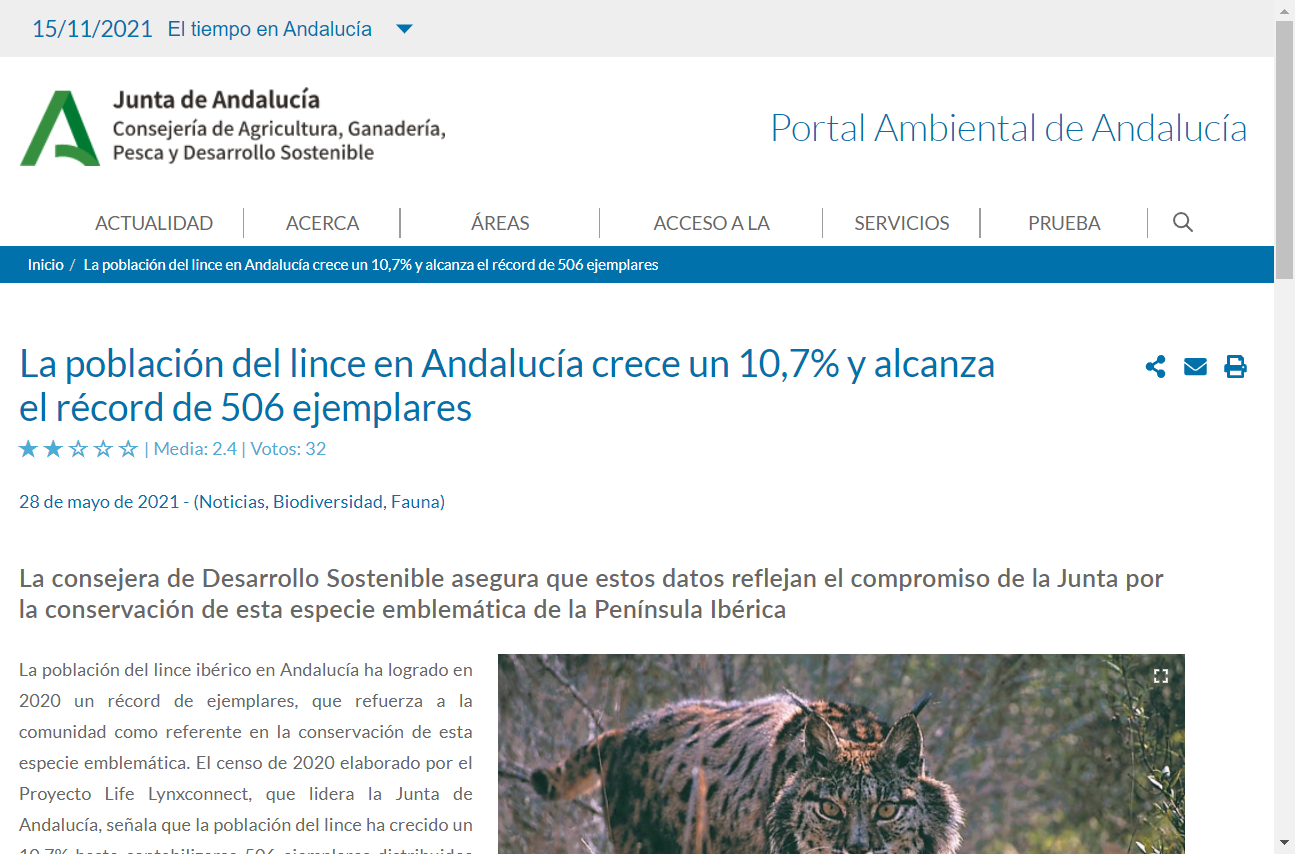 15/11/2021 El tiempo en Andalucía
Junta de Andalucía
Consejería de Agricultura, Ganadería,
Pesca y Desarrollo Sostenible
Portal Ambiental de Andalucía
ACTUALIDAD ACERCA ÁREAS ACCESO A LA SERVICIOS PRUEBA
Inicio / La población del lince en Andalucía crece un 10,7% y alcanza el récord de 506 ejemplares
La población del lince en Andalucía crece un 10,7% y alcanza
el récord de 506 ejemplares
| Media: 2.4 | Votos: 32
28 de mayo de 2021 - (Noticias, Biodiversidad, Fauna)
La consejera de Desarrollo Sostenible asegura que estos datos reflejan el compromiso de la Junta por
la conservación de esta especie emblemática de la Península Ibérica
La población del lince ibérico en Andalucía ha logrado en
2020 un récord de ejemplares, que refuerza a la
comunidad como referente en la conservación de esta
especie emblemática. El censo de 2020 elaborado por el
Proyecto Life Lynxconnect, que lidera la Junta de
Andalucía, señala que la población del lince ha crecido un
10,7% hasta contabilizarse 506 ejemplares distribuidos